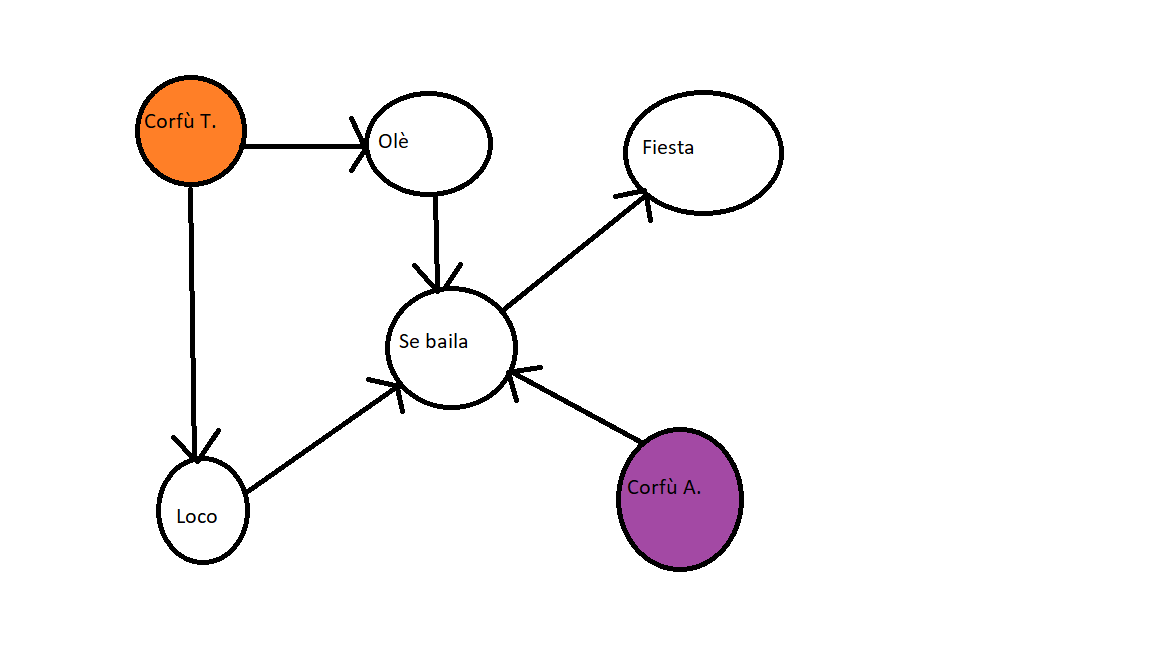 Corfù T.
Olè
Fiesta
Se baila
Corfù A.
Loco